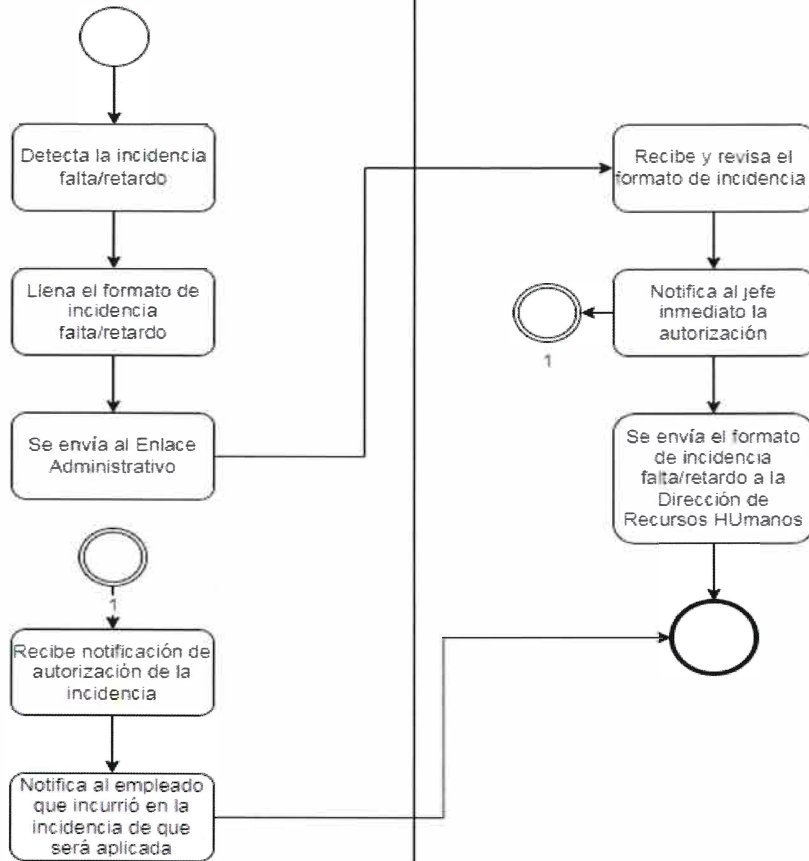 Detecta la incidencia
falta/retardo
Llena el formato de
incidencia
falta/retardo
Se envía al Enlace
Administrativo
1
Recibe notificación de
autorización de la
incidencia
Notifica al empleado
que incurrió en la
incidencia de que
será aplicada
Recibe y revisa el
formato de incidencia
Notifica al jefe
inmediato la
autorización
1
Se envía el formato
de incidencia
falta/retardo a la
Dirección de
Recursos HUmanos